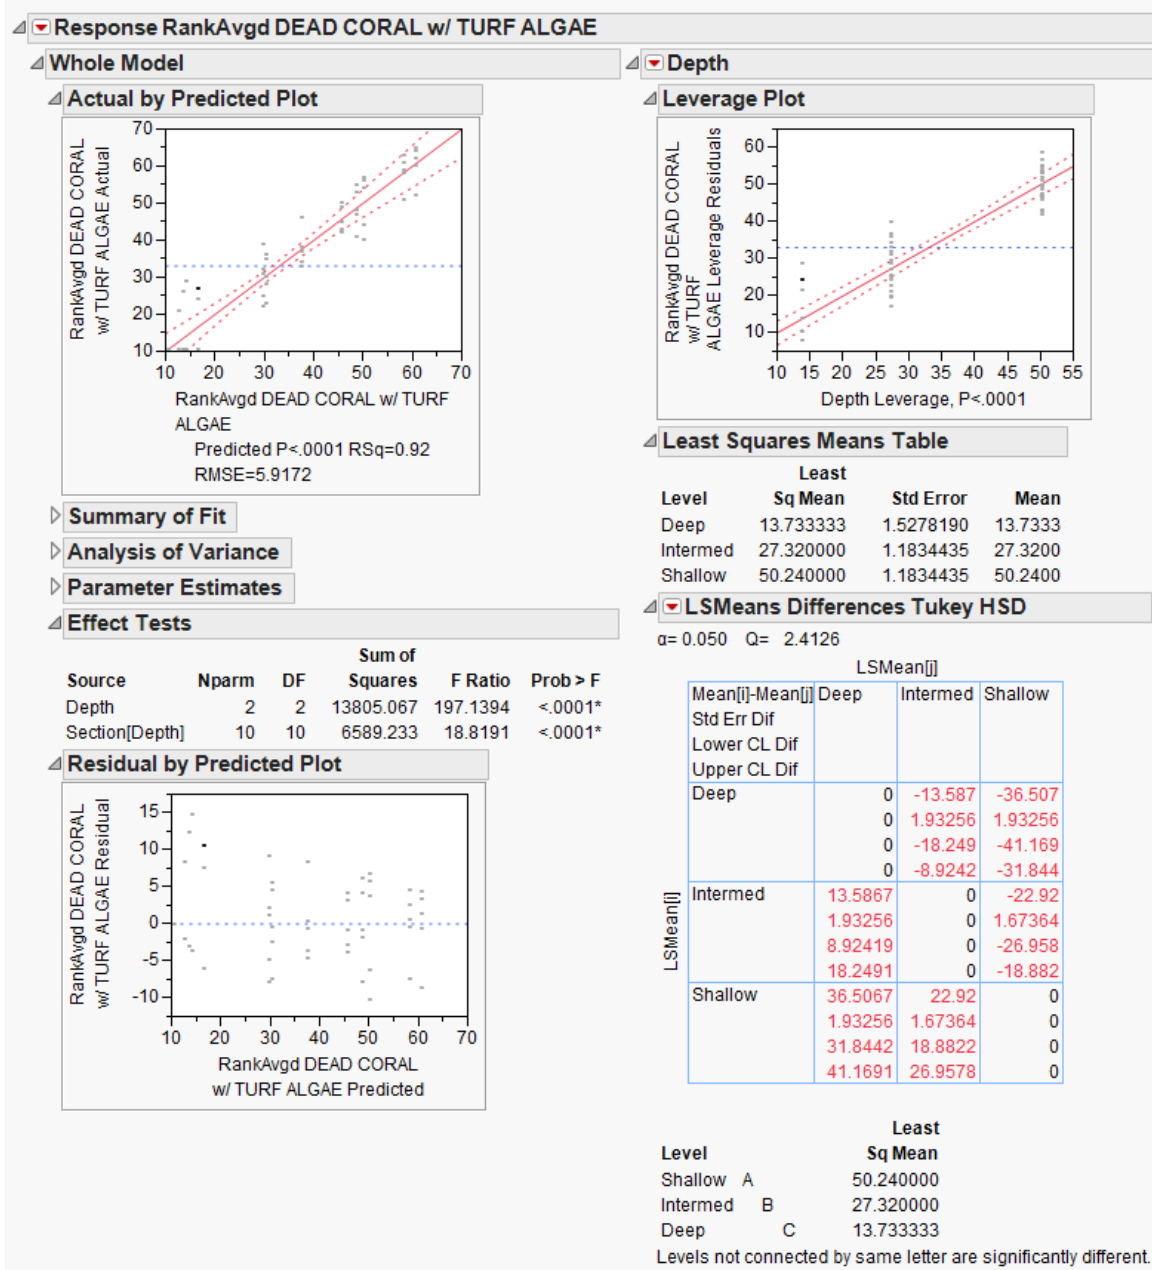 Response RankAvgd DEAD CORAL w/ TURF ALGAE
Whole Model
Actual by Predicted Plot
RankAvgd DEAD CORAL
w/ TURF ALGAE Actual
70
60
50
40
30
20
10
10 20 30 40 50 60 70
RankAvgd DEAD CORAL w/ TURF
ALGAE
Predicted P<.0001 RSq=0.92
RMSE=5.9172
Summary of Fit
Analysis of Variance
Parameter Estimates
Effect Tests
Sum of
Source Nparm DF Squares F Ratio Prob > F
Depth 2 2 13805.067 197.1394 <.0001*
Section[Depth] 10 10 6589.233 18.8191 <.0001*
Residual by Predicted Plot
RankAvgd DEAD CORAL
w/ TURF ALGAE Residual
15
10
5
0
-5
-10
10 20 30 40 50 60 70
RankAvgd DEAD CORAL
w/ TURF ALGAE Predicted
Depth
Leverage Plot
RankAvgd DEAD CORAL
w/ TURF
ALGAE Leverage Residuals
60
50
40
30
20
10
10 15 20 25 30 35 40 45 50 55
Depth Leverage, P<.0001
Least Squares Means Table
Least
Level Sq Mean Std Error Mean
Deep 13.733333 1.5278190 13.7333
Intermed 27.320000 1.1834435 27.3200
Shallow 50.240000 1.1834435 50.2400
LSMeans Differences Tukey HSD
α= 0.050 Q= 2.4126
LSMean[j]
LSMean[i]
Mean[i]-Mean[j] Deep Intermed Shallow
Std Err Dif
Lower CL Dif
Upper CL Dif
Deep 0 -13.587 -36.507
0 1.93256 1.93256
0 -18.249 -41.169
0 -8.9242 -31.844
Intermed 13.5867 0 -22.92
1.93256 0 1.67364
8.92419 0 -26.958
18.2491 0 -18.882
Shallow 36.5067 22.92 0
1.93256 1.67364 0
31.8442 18.8822 0
41.1691 26.9578 0
Least
Level Sq Mean
Shallow A 50.240000
Intermed B 27.320000
Deep C 13.733333
Levels not connected by same letter are significantly different.